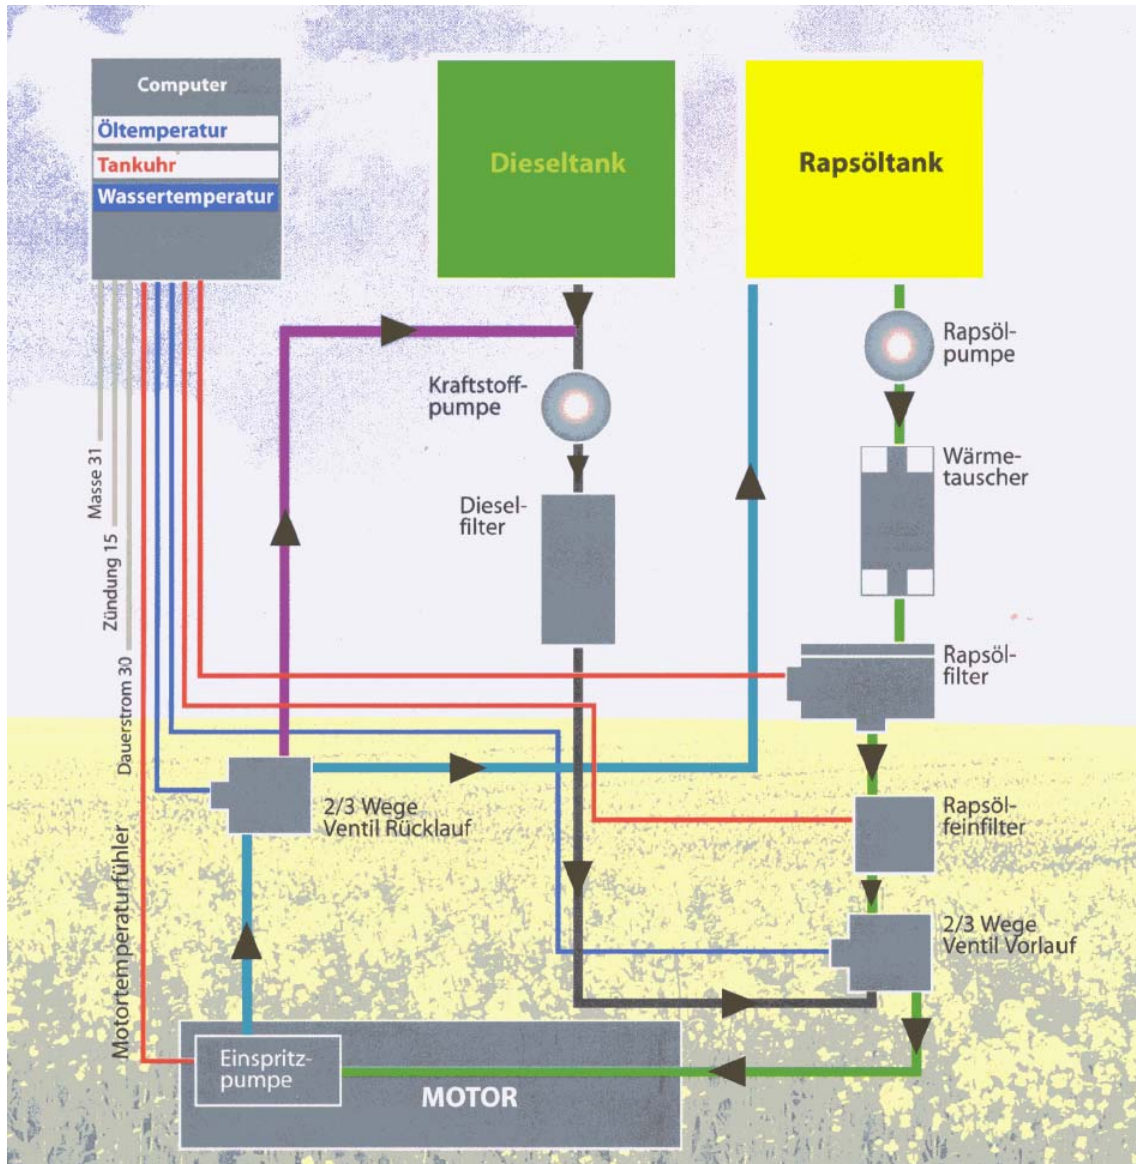 Computer
Öltemperatur
Tankuhr
Wassertemperatur
Dieseltank
Rapsöltank
Rapsöl-
pumpe
Kraftstoff-
pumpe
Wärme-
tauscher
Diesel-
filter
Masse 31
Zündung 15
Dauerstrom 30
Rapsöl-
filter
2/3 Wege
Ventil Rücklauf
Rapsöl-
feinfilter
Motortemperaturfühler
2/3 Wege
Ventil Vorlauf
Einspritz-
pumpe
MOTOR